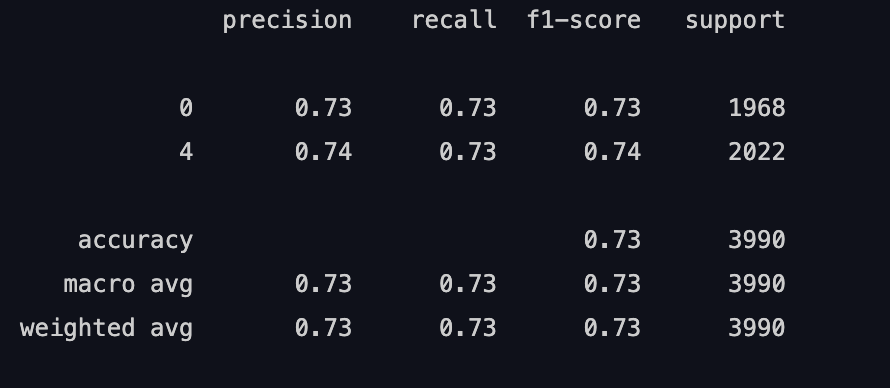 precision recall f1-score support
0 0.73 0.73 0.73 1968
4 0.74 0.73 0.74 2022
accuracy 0.73 3990
macro avg 0.73 0.73 0.73 3990
weighted avg 0.73 0.73 0.73 3990